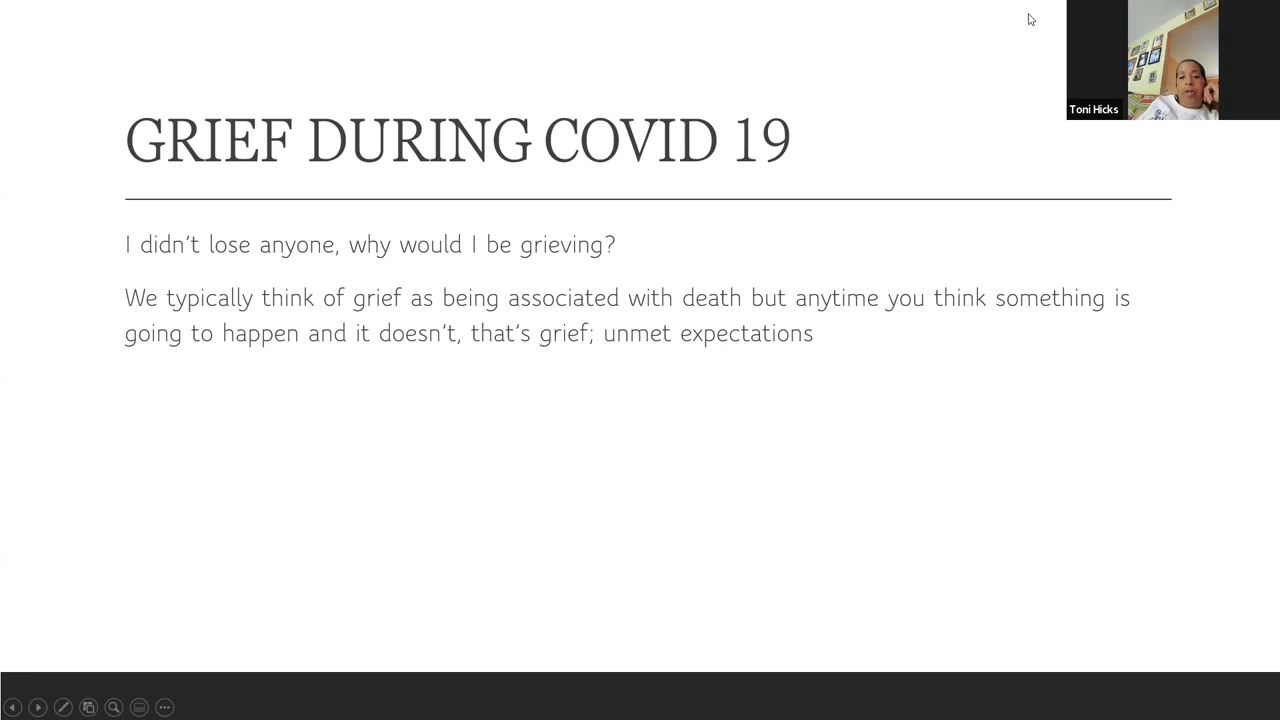 Toni Hicks
GRIEF DURING COVID 19
I didn't lose anyone, why would I be grieving?
We typically think of grief as being associated with death but anytime you think something is
going to happen and it doesn't, that's grief; unmet expectations